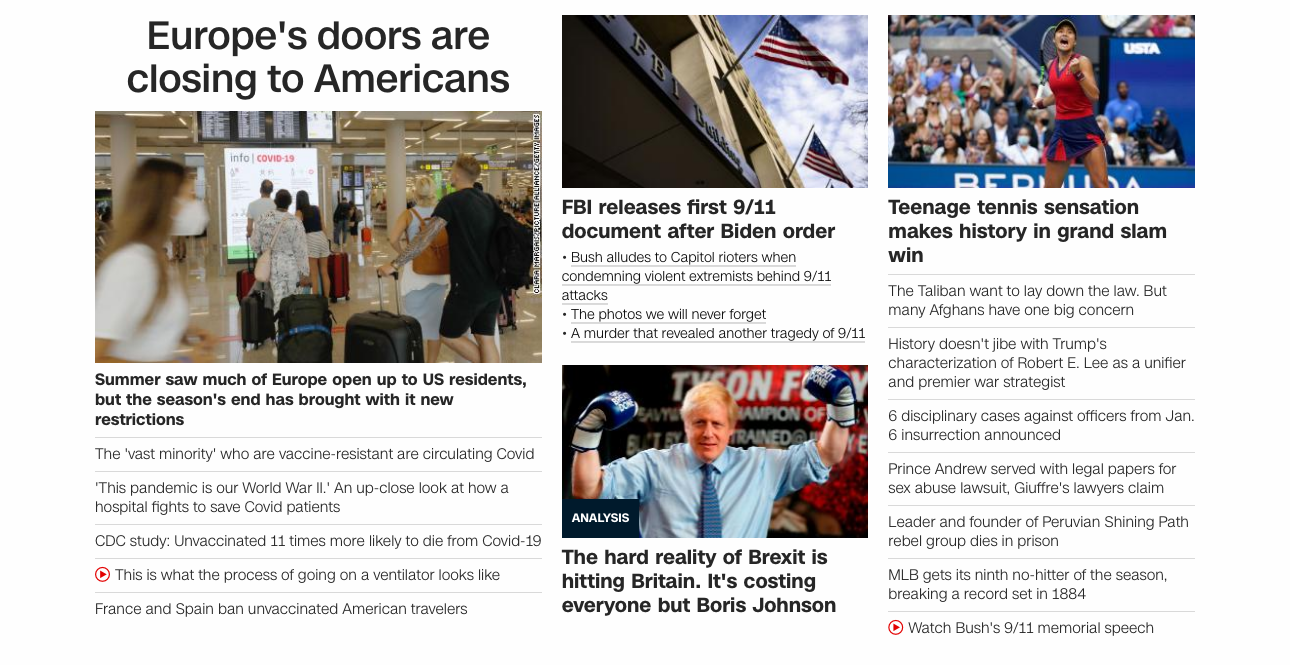 Europe's doors are
closing to Americans
info | COVID-19
CLARA MARGAIS/PICTURE ALLIANCE/GETTY IMAGES
Summer saw much of Europe open up to US residents,
but the season's end has brought with it new
restrictions
The 'vast minority' who are vaccine-resistant are circulating Covid
'This pandemic is our World War II.' An up-close look at how a
hospital fights to save Covid patients
CDC study: Unvaccinated 11 times more likely to die from Covid-19
This is what the process of going on a ventilator looks like
France and Spain ban unvaccinated American travelers
FBI Building
FBI releases first 9/11
document after Biden order
• Bush alludes to Capitol rioters when
condemning violent extremists behind 9/11
attacks
• The photos we will never forget
• A murder that revealed another tragedy of 9/11
TYSON FURY
CHAMPION OF
ANALYSIS
The hard reality of Brexit is
hitting Britain. It's costing
everyone but Boris Johnson
USTA
BERMUDA
Teenage tennis sensation
makes history in grand slam
win
The Taliban want to lay down the law. But
many Afghans have one big concern
History doesn't jibe with Trump's
characterization of Robert E. Lee as a unifier
and premier war strategist
6 disciplinary cases against officers from Jan.
6 insurrection announced
Prince Andrew served with legal papers for
sex abuse lawsuit, Giuffre's lawyers claim
Leader and founder of Peruvian Shining Path
rebel group dies in prison
MLB gets its ninth no-hitter of the season,
breaking a record set in 1884
Watch Bush's 9/11 memorial speech